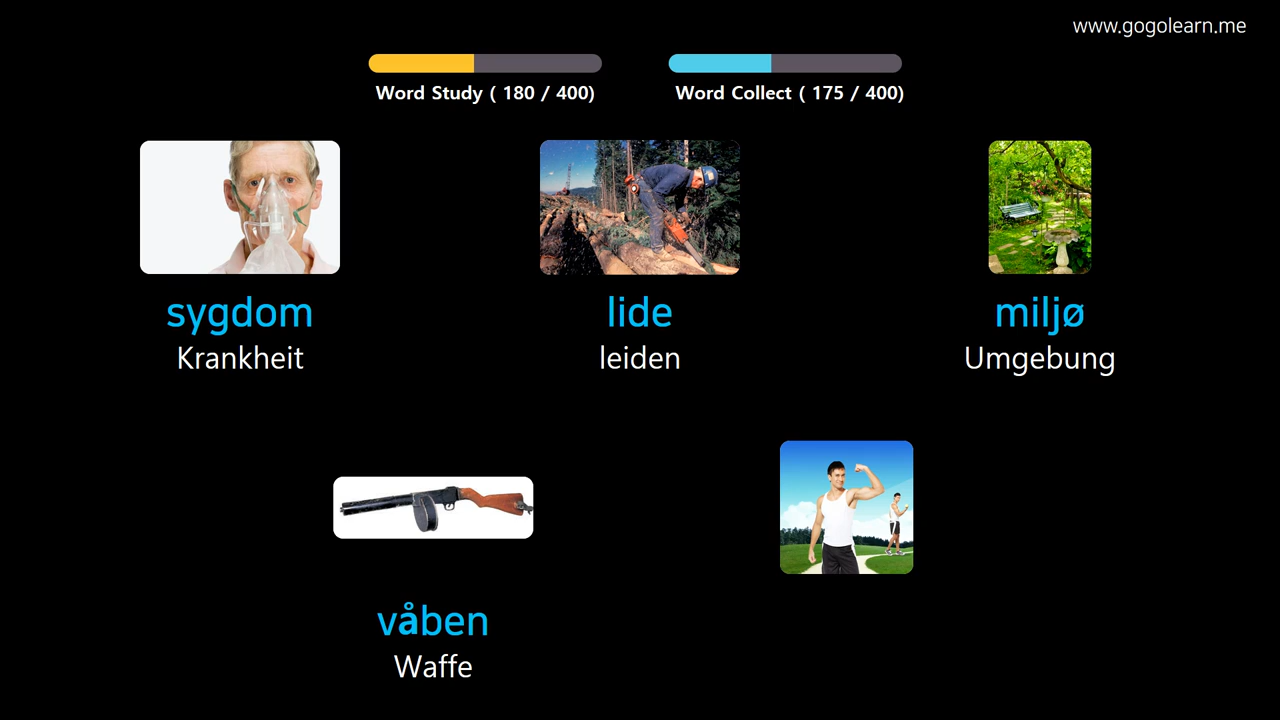 www.gogolearn.me
Word Study ( 180 / 400)
Word Collect ( 175 / 400)
sygdom
Krankheit
lide
leiden
miljø
Umgebung
våben
Waffe